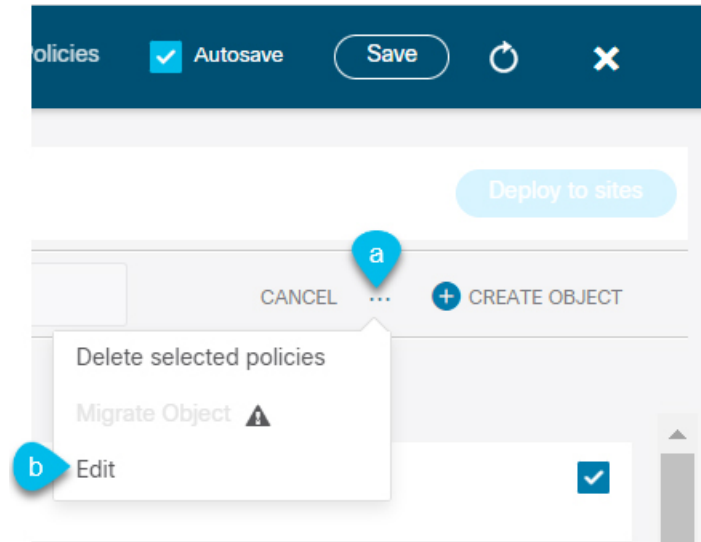 olicies Autosave Save
Deploy to sites
a
CANCEL ... CREATE OBJECT
Delete selected policies
Migrate Object
b Edit